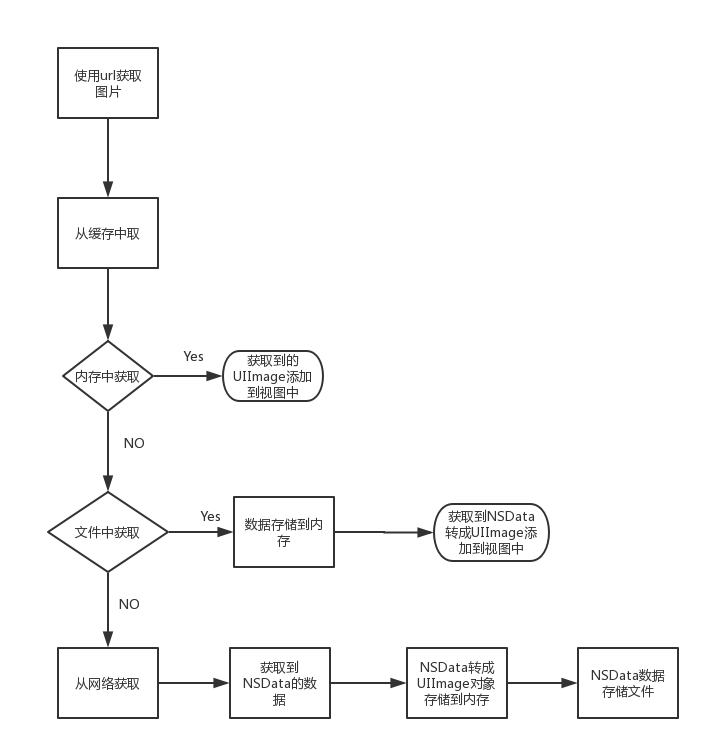 使用url获取
图片
从缓存中取
内存中获取
Yes
获取到的
UIImage添加
到视图中
NO
文件中获取
Yes
数据存储到内
存
获取到NSData
转成UIImage添
加到视图中
NO
从网络获取
获取到
NSData的数
据
NSData转成
UIImage对象
存储到内存
NSData数据
存储文件